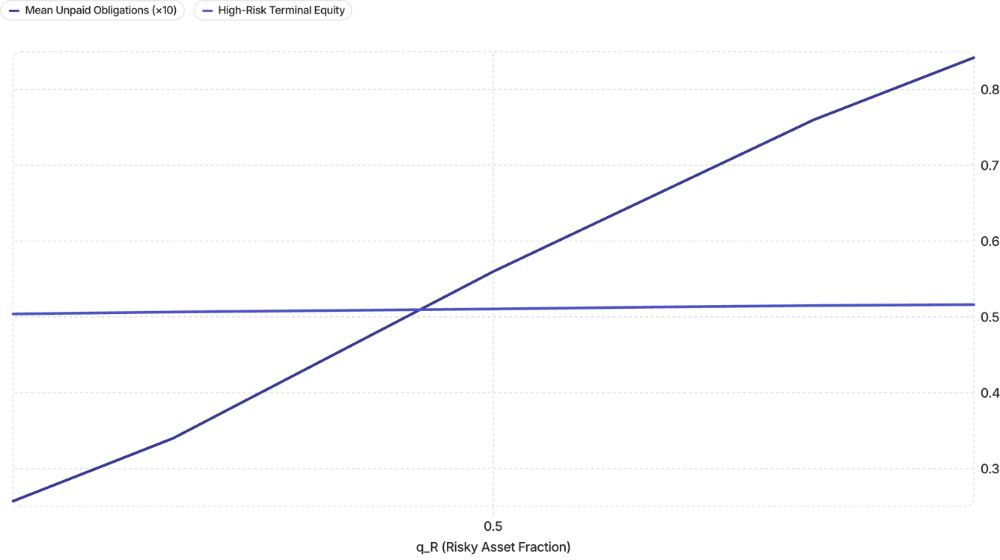 Mean Unpaid Obligations (×10)
High-Risk Terminal Equity
0.8
0.7
0.6
0.5
0.4
0.3
0.5
q_R (Risky Asset Fraction)